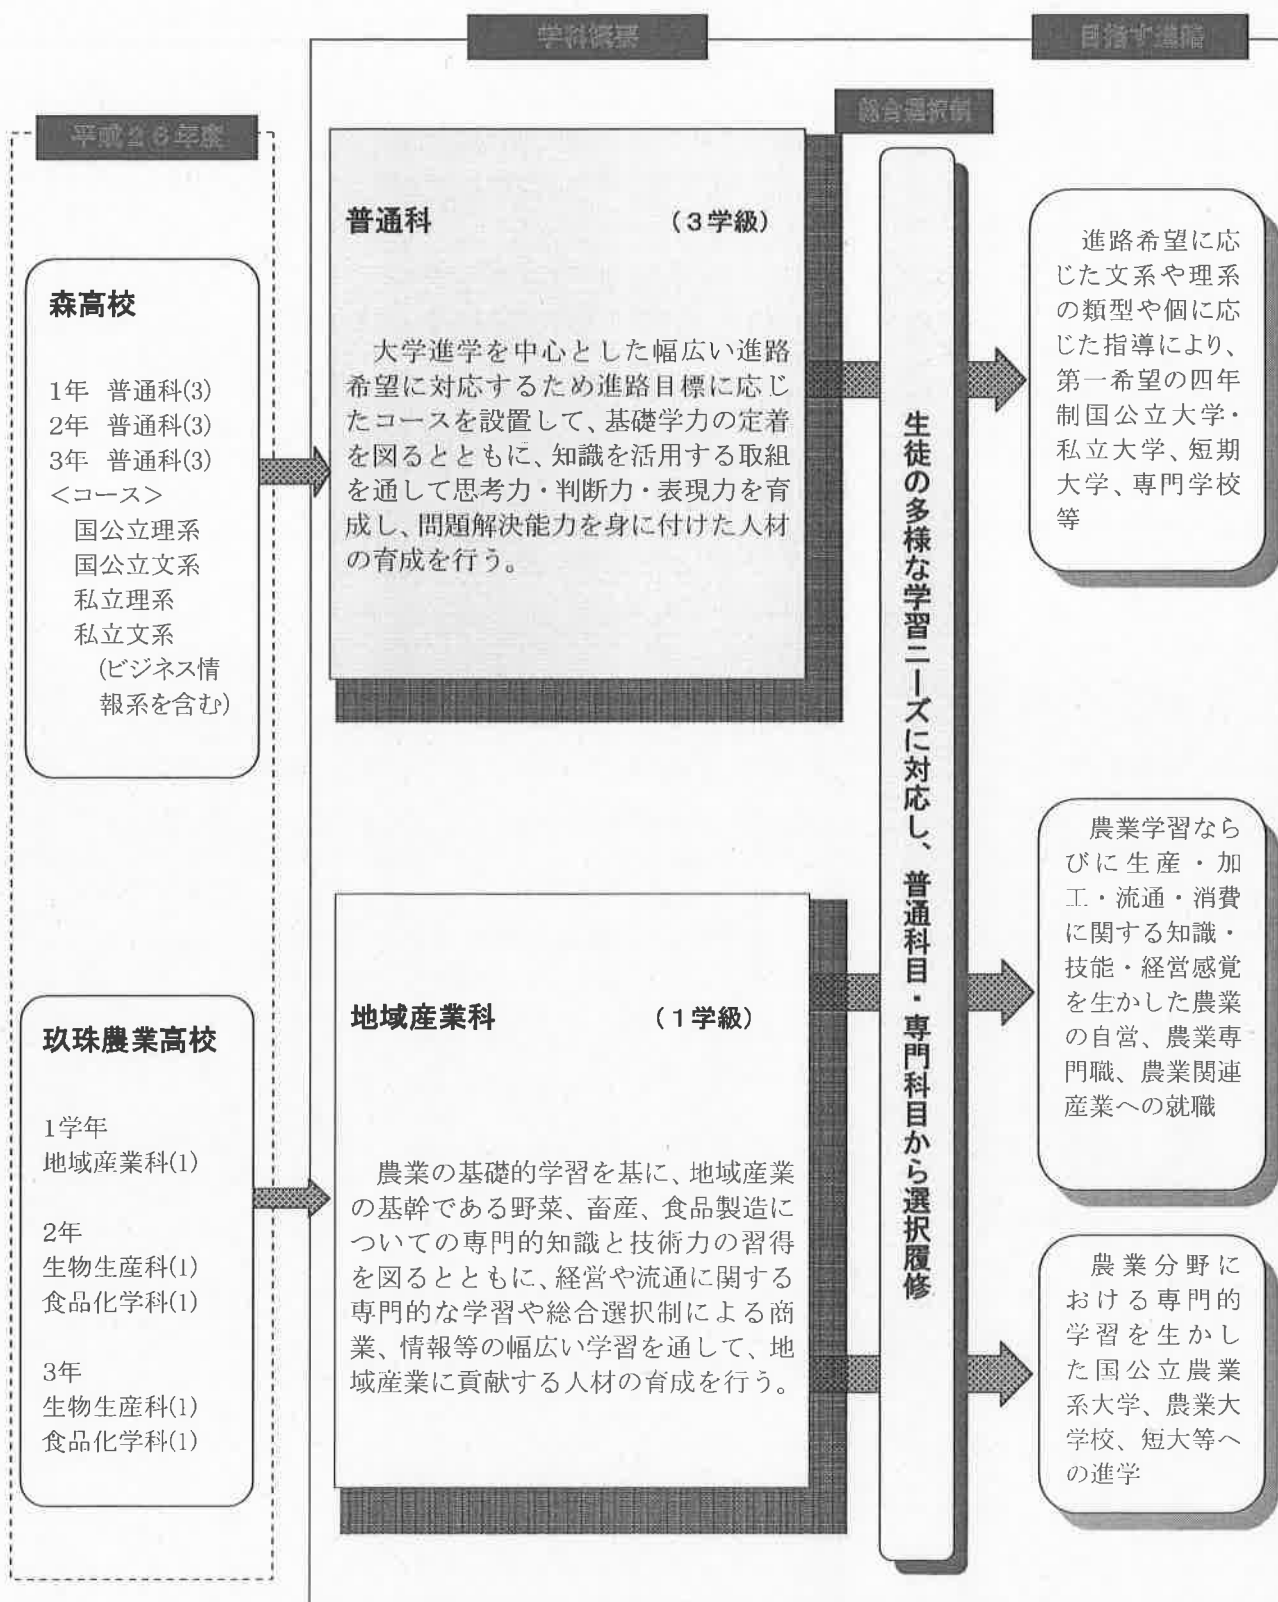 学科概要
目指す進路
総合選択制
平成26年度
森高校
1年 普通科(3)
2年 普通科(3)
3年 普通科(3)
<コース>
国公立理系
国公立文系
私立理系
私立文系
(ビジネス情
報系を含む)
玖珠農業高校
1学年
地域産業科(1)
2年
生物生産科(1)
食品化学科(1)
3年
生物生産科(1)
食品化学科(1)
普通科 (3学級)
大学進学を中心とした幅広い進路
希望に対応するため進路目標に応じ
たコースを設置して、基礎学力の定着
を図るとともに、知識を活用する取組
を通して思考力・判断力・表現力を育
成し、問題解決能力を身に付けた人材
の育成を行う。
地域産業科 (1学級)
農業の基礎的学習を基に、地域産業
の基幹である野菜、畜産、食品製造に
ついての専門的知識と技術力の習得
を図るとともに、経営や流通に関する
専門的な学習や総合選択制による商
業、情報等の幅広い学習を通して、地
域産業に貢献する人材の育成を行う。
生徒の多様な学習ニーズに対応し、普通科目・専門科目から選択履修
進路希望に応
じた文系や理系
の類型や個に応
じた指導により、
第一希望の四年
制国公立大学・
私立大学、短期
大学、専門学校
等
農業学習なら
びに生産・加
工・流通・消費
に関する知識・
技能・経営感覚
を生かした農業
の自営、農業専
門職、農業関連
産業への就職
農業分野に
おける専門的
学習を生かし
た国公立農業
系大学、農業大
学校、短大等へ
の進学